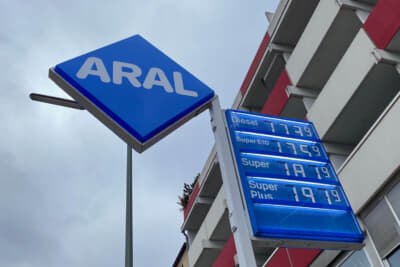 ARAL
Diesel 1.73⁹
Super E10 1.75⁹
Super 1.81⁹
Super
Plus 1.91⁹